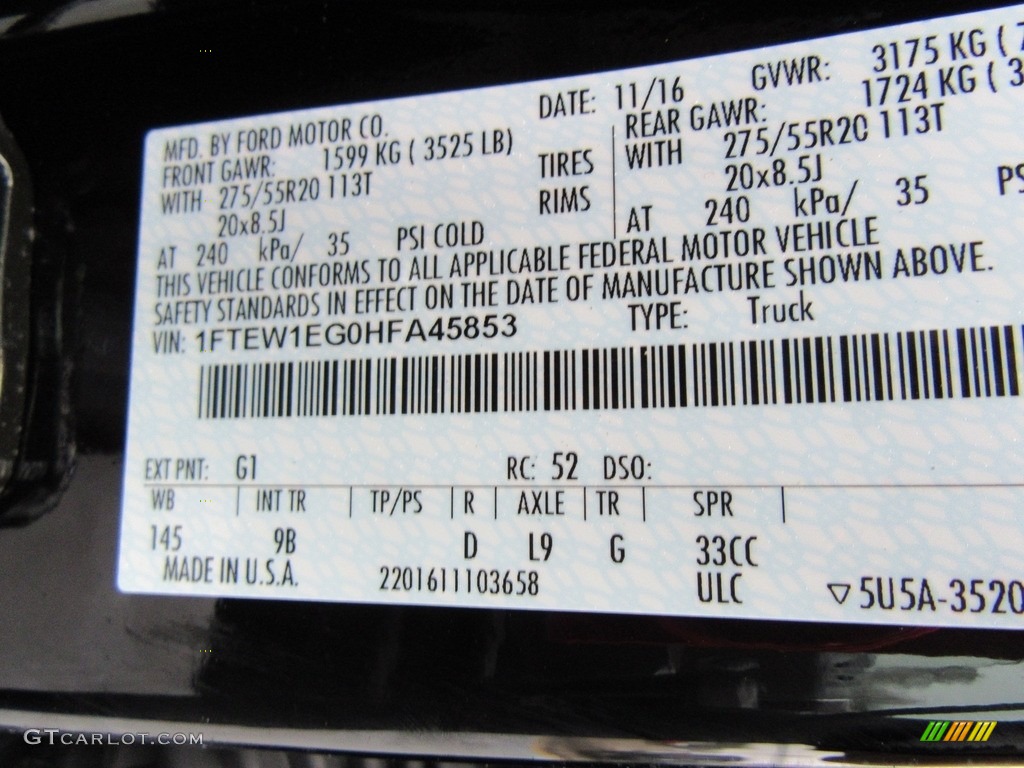 DATE: 11/16 GVWR: 3175 KG (
MFD. BY FORD MOTOR CO.
FRONT GAWR: 1599 KG ( 3525 LB) REAR GAWR: 1724 KG ( 3
WITH 275/55R20 113T TIRES WITH 275/55R20 113T
20x8.5J RIMS 20x8.5J
AT 240 kPa/ 35 PSI COLD AT 240 kPa/ 35 PS
THIS VEHICLE CONFORMS TO ALL APPLICABLE FEDERAL MOTOR VEHICLE
SAFETY STANDARDS IN EFFECT ON THE DATE OF MANUFACTURE SHOWN ABOVE.
VIN: 1FTEW1EG0HFA45853 TYPE: Truck
EXT PNT: G1 RC: 52 DSO:
WB INT TR TP/PS R AXLE TR SPR
145 9B D L9 G 33CC
MADE IN U.S.A. 2201611103658 ULC ▽5U5A-3520
GTCARLOT.COM